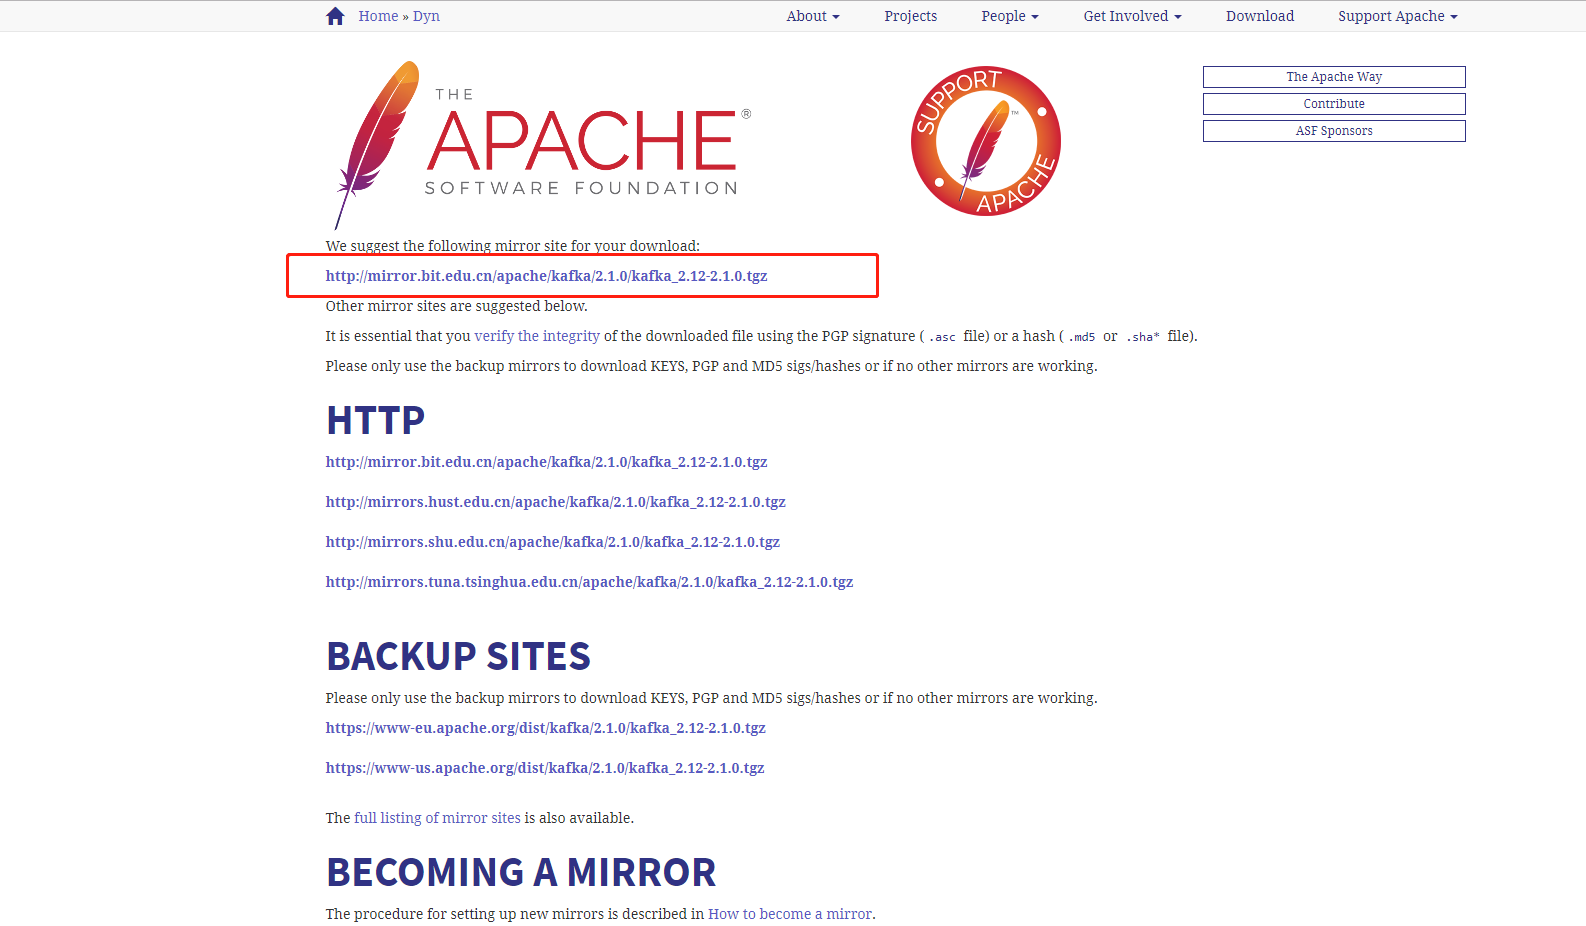 Home » Dyn About Projects People Get Involved Download Support Apache
THE
APACHE®
SOFTWARE FOUNDATION
SUPPORT
APACHE
TM
The Apache Way
Contribute
ASF Sponsors
We suggest the following mirror site for your download:
http://mirror.bit.edu.cn/apache/kafka/2.1.0/kafka_2.12-2.1.0.tgz
Other mirror sites are suggested below.
It is essential that you verify the integrity of the downloaded file using the PGP signature ( .asc file) or a hash ( .md5 or .sha* file).
Please only use the backup mirrors to download KEYS, PGP and MD5 sigs/hashes or if no other mirrors are working.
HTTP
http://mirror.bit.edu.cn/apache/kafka/2.1.0/kafka_2.12-2.1.0.tgz
http://mirrors.hust.edu.cn/apache/kafka/2.1.0/kafka_2.12-2.1.0.tgz
http://mirrors.shu.edu.cn/apache/kafka/2.1.0/kafka_2.12-2.1.0.tgz
http://mirrors.tuna.tsinghua.edu.cn/apache/kafka/2.1.0/kafka_2.12-2.1.0.tgz
BACKUP SITES
Please only use the backup mirrors to download KEYS, PGP and MD5 sigs/hashes or if no other mirrors are working.
https://www-eu.apache.org/dist/kafka/2.1.0/kafka_2.12-2.1.0.tgz
https://www-us.apache.org/dist/kafka/2.1.0/kafka_2.12-2.1.0.tgz
The full listing of mirror sites is also available.
BECOMING A MIRROR
The procedure for setting up new mirrors is described in How to become a mirror.